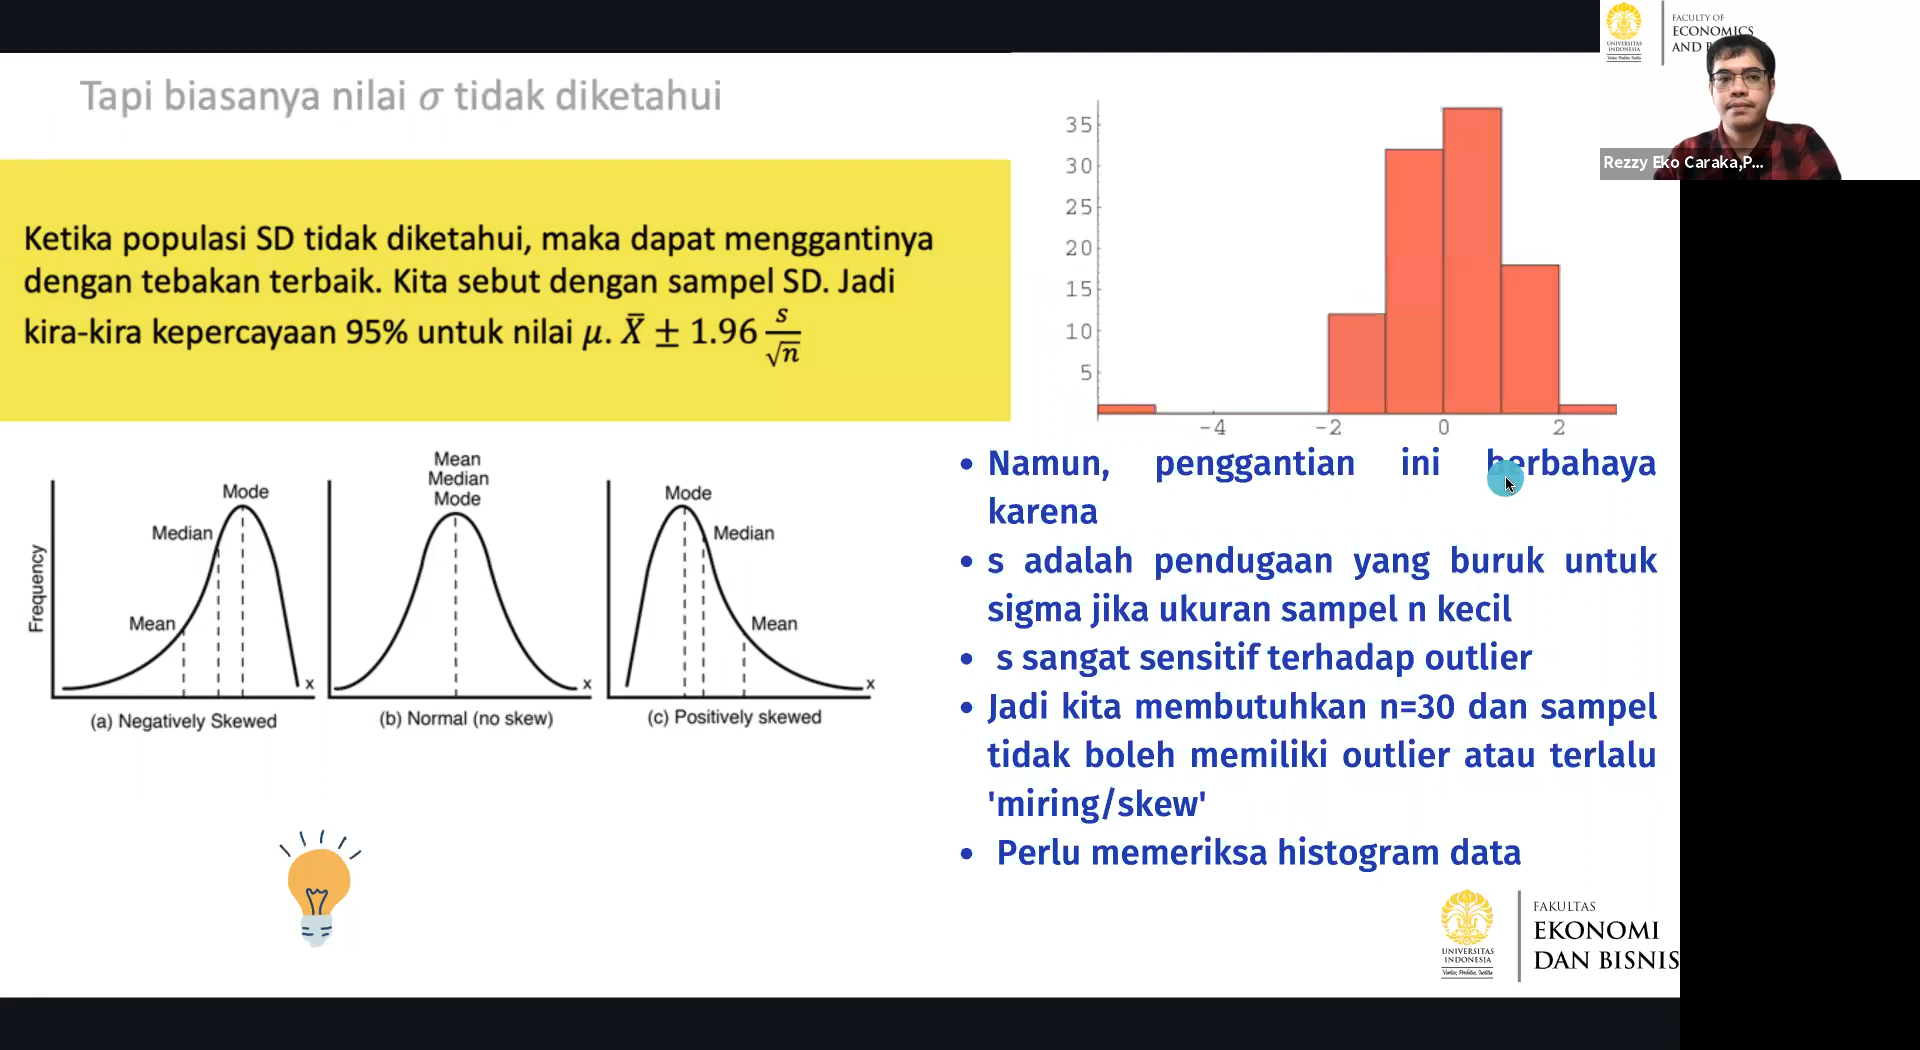 Tapi biasanya nilai σ tidak diketahui
Ketika populasi SD tidak diketahui, maka dapat menggantinya
dengan tebakan terbaik. Kita sebut dengan sampel SD. Jadi
kira-kira kepercayaan 95% untuk nilai μ. X̄ ± 1.96 s/√n
Frequency
Mode
Median
Mean
x
(a) Negatively Skewed
Mean
Median
Mode
x
(b) Normal (no skew)
Mode
Median
Mean
x
(c) Positively skewed
35
30
25
20
15
10
5
-4 -2 0 2
• Namun, penggantian ini berbahaya
karena
• s adalah pendugaan yang buruk untuk
sigma jika ukuran sampel n kecil
• s sangat sensitif terhadap outlier
• Jadi kita membutuhkan n=30 dan sampel
tidak boleh memiliki outlier atau terlalu
'miring/skew'
• Perlu memeriksa histogram data
UNIVERSITAS
INDONESIA
Veritas, Probitas, Iustitia
FAKULTAS
EKONOMI
DAN BISNIS
UNIVERSITAS
INDONESIA
FACULTY OF
ECONOMICS
AND
Rezzy Eko Caraka,P...